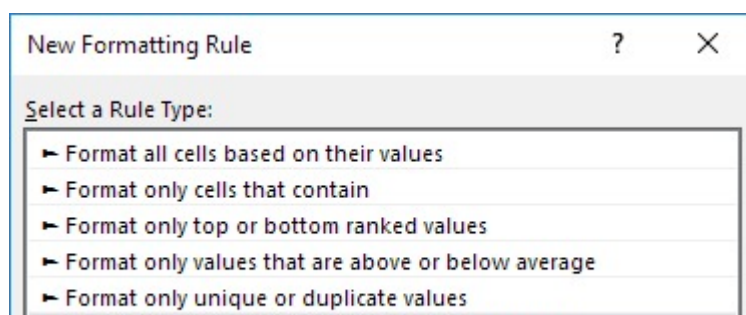 New Formatting Rule ? ×
Select a Rule Type:
► Format all cells based on their values
► Format only cells that contain
► Format only top or bottom ranked values
► Format only values that are above or below average
► Format only unique or duplicate values